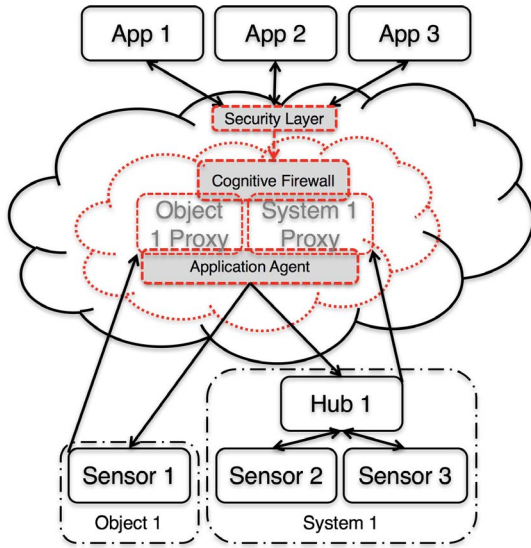 App 1
App 2
App 3
Security Layer
Cognitive Firewall
Object
1 Proxy
System 1
Proxy
Application Agent
Hub 1
Sensor 1
Sensor 2
Sensor 3
Object 1
System 1